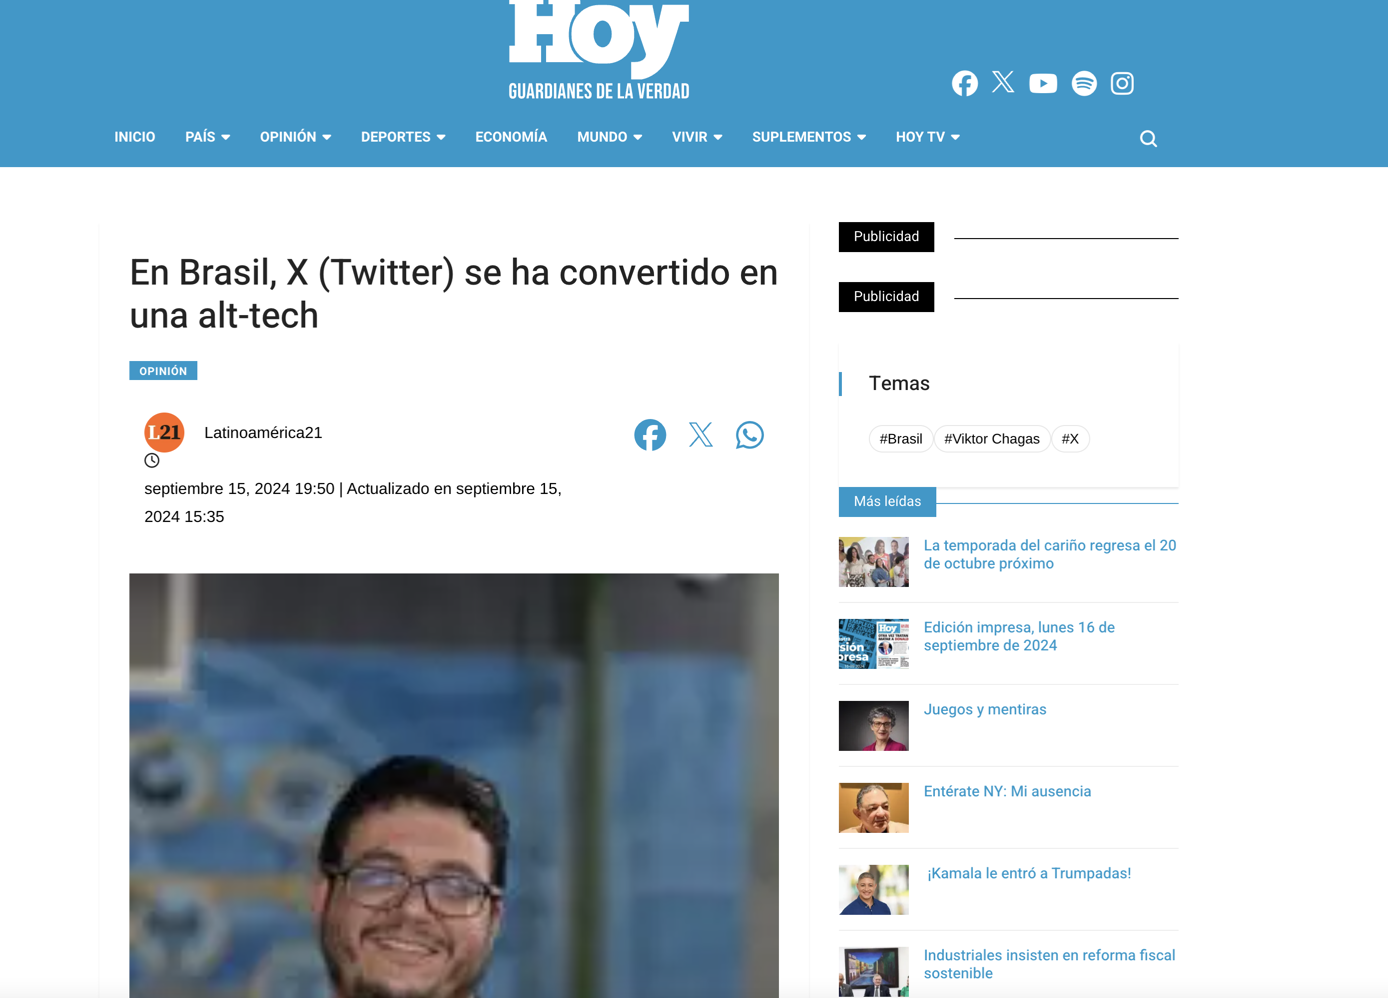 Hoy
GUARDIANES DE LA VERDAD
INICIO
PAÍS
OPINIÓN
DEPORTES
ECONOMÍA
MUNDO
VIVIR
SUPLEMENTOS
HOY TV
En Brasil, X (Twitter) se ha convertido en
una alt-tech
OPINIÓN
L21
Latinoamérica21
septiembre 15, 2024 19:50 | Actualizado en septiembre 15,
2024 15:35
Publicidad
Publicidad
Temas
#Brasil
#Viktor Chagas
#X
Más leídas
La temporada del cariño regresa el 20
de octubre próximo
Hoy
Edición impresa, lunes 16 de
septiembre de 2024
Juegos y mentiras
Entérate NY: Mi ausencia
¡Kamala le entró a Trumpadas!
Industriales insisten en reforma fiscal
sostenible